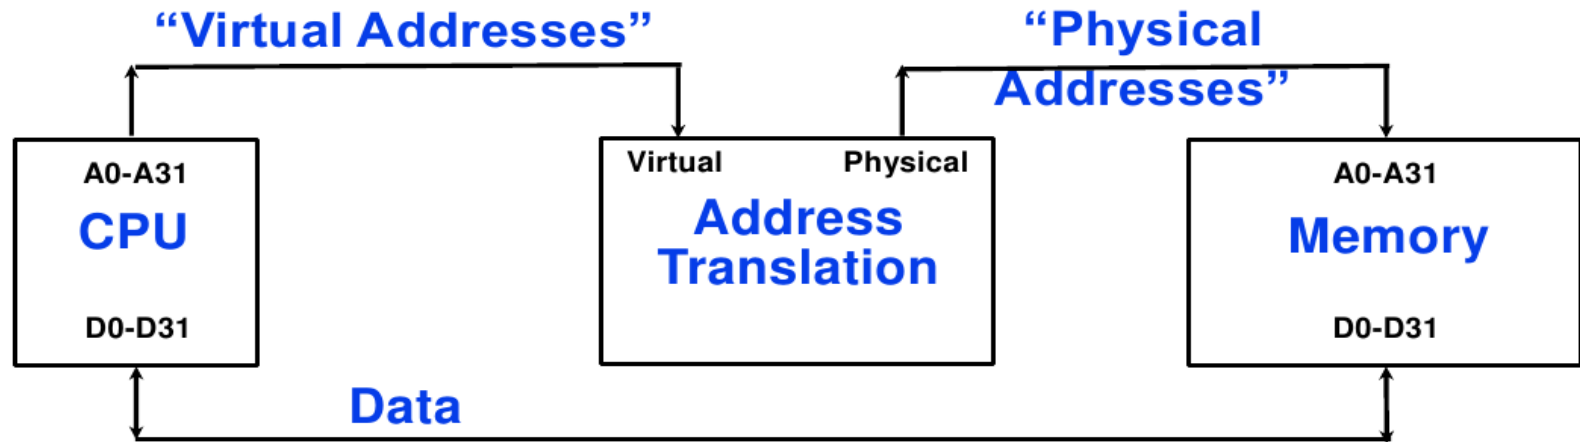 “Virtual Addresses”
“Physical
Addresses”
A0-A31
CPU
D0-D31
Virtual
Physical
Address
Translation
A0-A31
Memory
D0-D31
Data